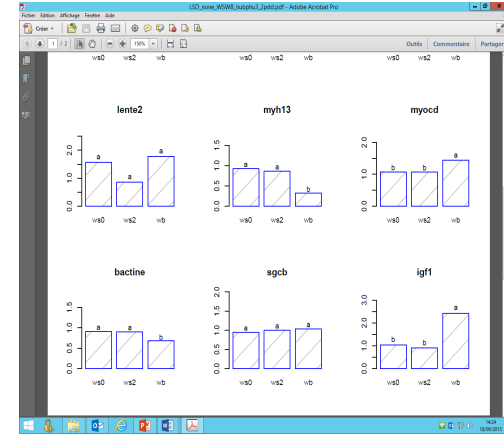 LSD_none_WSWB_hubphu3_2pdd.pdf - Adobe Acrobat Pro
Fichier Edition Affichage Fenêtre Aide
Créer
1 / 2 150% Outils Commentaire Partager
ws0 ws2 wb ws0 ws2 wb ws0 ws2 wb
lente2 myh13 myocd
2.0 1.0 0.0 a a a
1.5 1.0 0.5 0.0 a a b
2.0 1.0 0.0 b b a
ws0 ws2 wb ws0 ws2 wb ws0 ws2 wb
bactine sgcb igf1
1.5 1.0 0.5 0.0 a a b
2.0 1.5 1.0 0.5 0.0 a a a
3.0 2.0 1.0 0.0 b b a
ws0 ws2 wb ws0 ws2 wb ws0 ws2 wb
14:24
18/09/2015